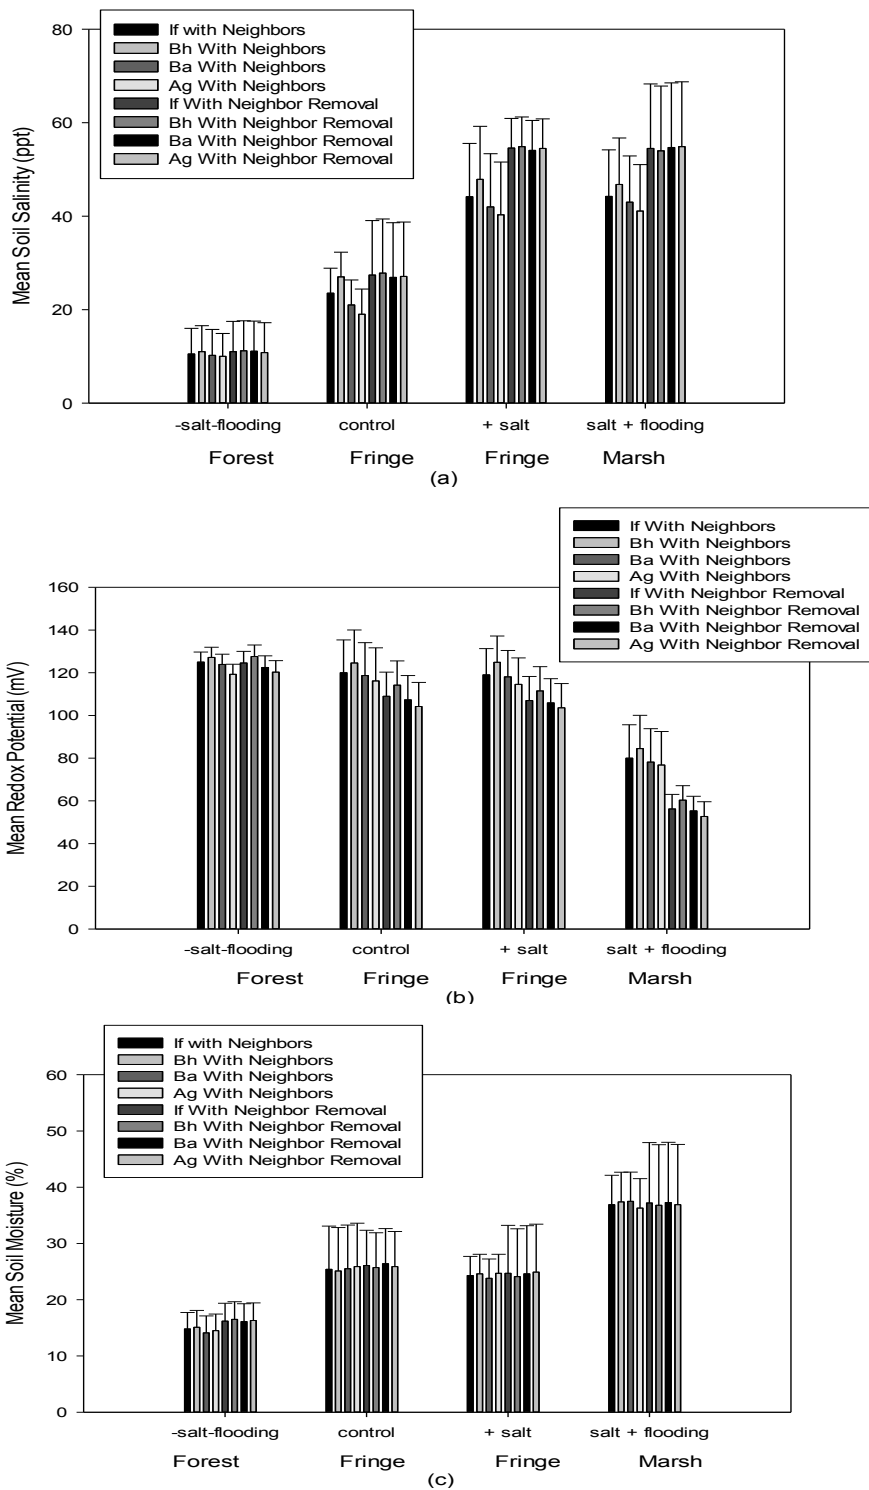 80
60
40
20
0
Mean Soil Salinity (ppt)
If with Neighbors
Bh With Neighbors
Ba With Neighbors
Ag With Neighbors
If With Neighbor Removal
Bh With Neighbor Removal
Ba With Neighbor Removal
Ag With Neighbor Removal
-salt-flooding control + salt salt + flooding
Forest Fringe Fringe Marsh
(a)
If With Neighbors
Bh With Neighbors
Ba With Neighbors
Ag With Neighbors
If With Neighbor Removal
Bh With Neighbor Removal
Ba With Neighbor Removal
Ag With Neighbor Removal
160
140
120
100
80
60
40
20
0
Mean Redox Potential (mV)
-salt-flooding control + salt salt + flooding
Forest Fringe Fringe Marsh
(b)
If with Neighbors
Bh With Neighbors
Ba With Neighbors
Ag With Neighbors
If With Neighbor Removal
Bh With Neighbor Removal
Ba With Neighbor Removal
Ag With Neighbor Removal
60
50
40
30
20
10
0
Mean Soil Moisture (%)
-salt-flooding control + salt salt + flooding
Forest Fringe Fringe Marsh
(c)